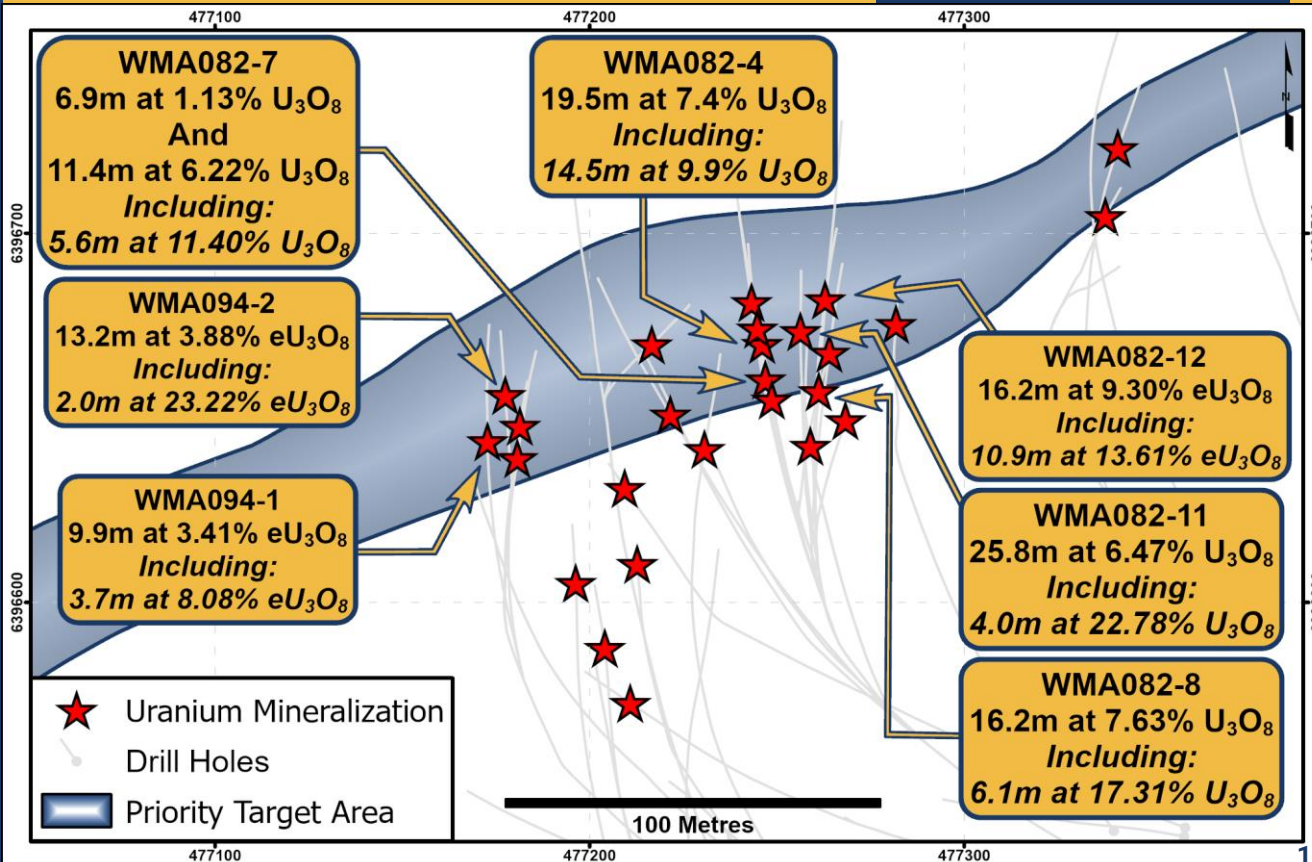 477100
477200
477300
WMA082-7
6.9m at 1.13% U₃O₈
And
11.4m at 6.22% U₃O₈
Including:
5.6m at 11.40% U₃O₈
WMA082-4
19.5m at 7.4% U₃O₈
Including:
14.5m at 9.9% U₃O₈
N
6396700
WMA094-2
13.2m at 3.88% eU₃O₈
Including:
2.0m at 23.22% eU₃O₈
WMA082-12
16.2m at 9.30% eU₃O₈
Including:
10.9m at 13.61% eU₃O₈
WMA094-1
9.9m at 3.41% eU₃O₈
Including:
3.7m at 8.08% eU₃O₈
WMA082-11
25.8m at 6.47% U₃O₈
Including:
4.0m at 22.78% U₃O₈
6396600
WMA082-8
16.2m at 7.63% U₃O₈
Including:
6.1m at 17.31% U₃O₈
Uranium Mineralization
Drill Holes
Priority Target Area
100 Metres
477100
477200
477300